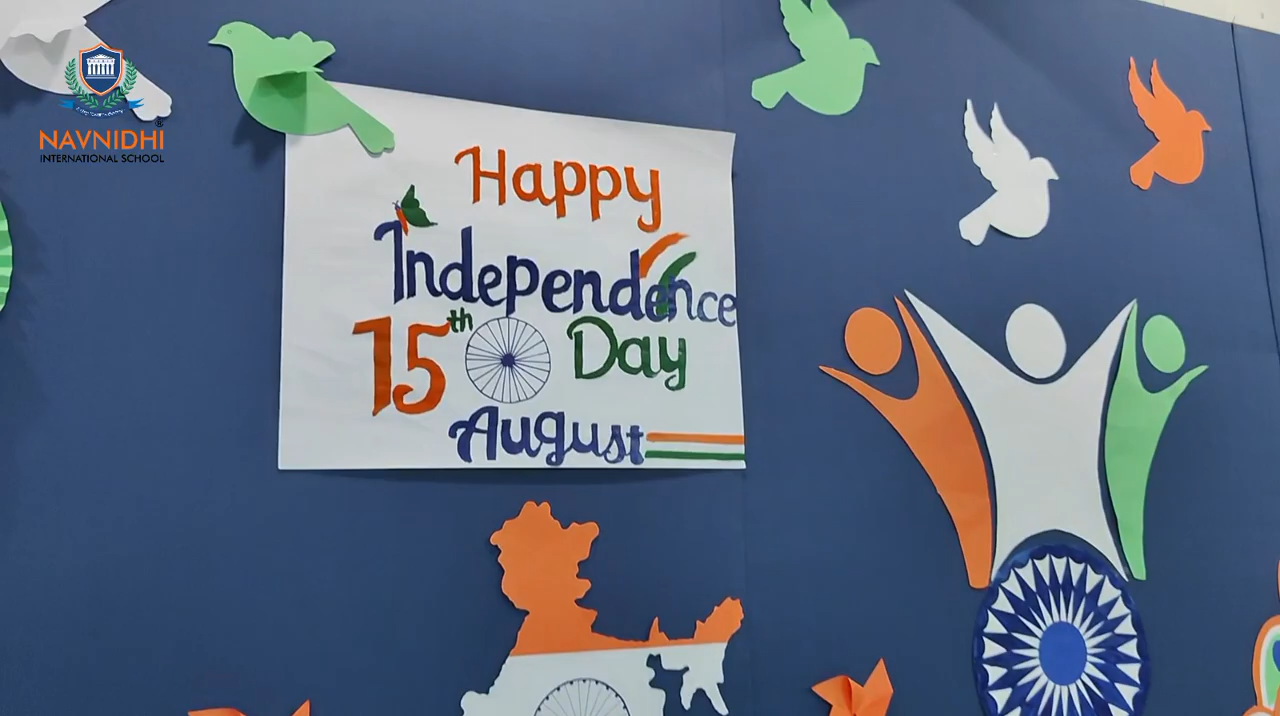 NAVNIDHI
INTERNATIONAL SCHOOL
Happy
Independence
15th Day
August